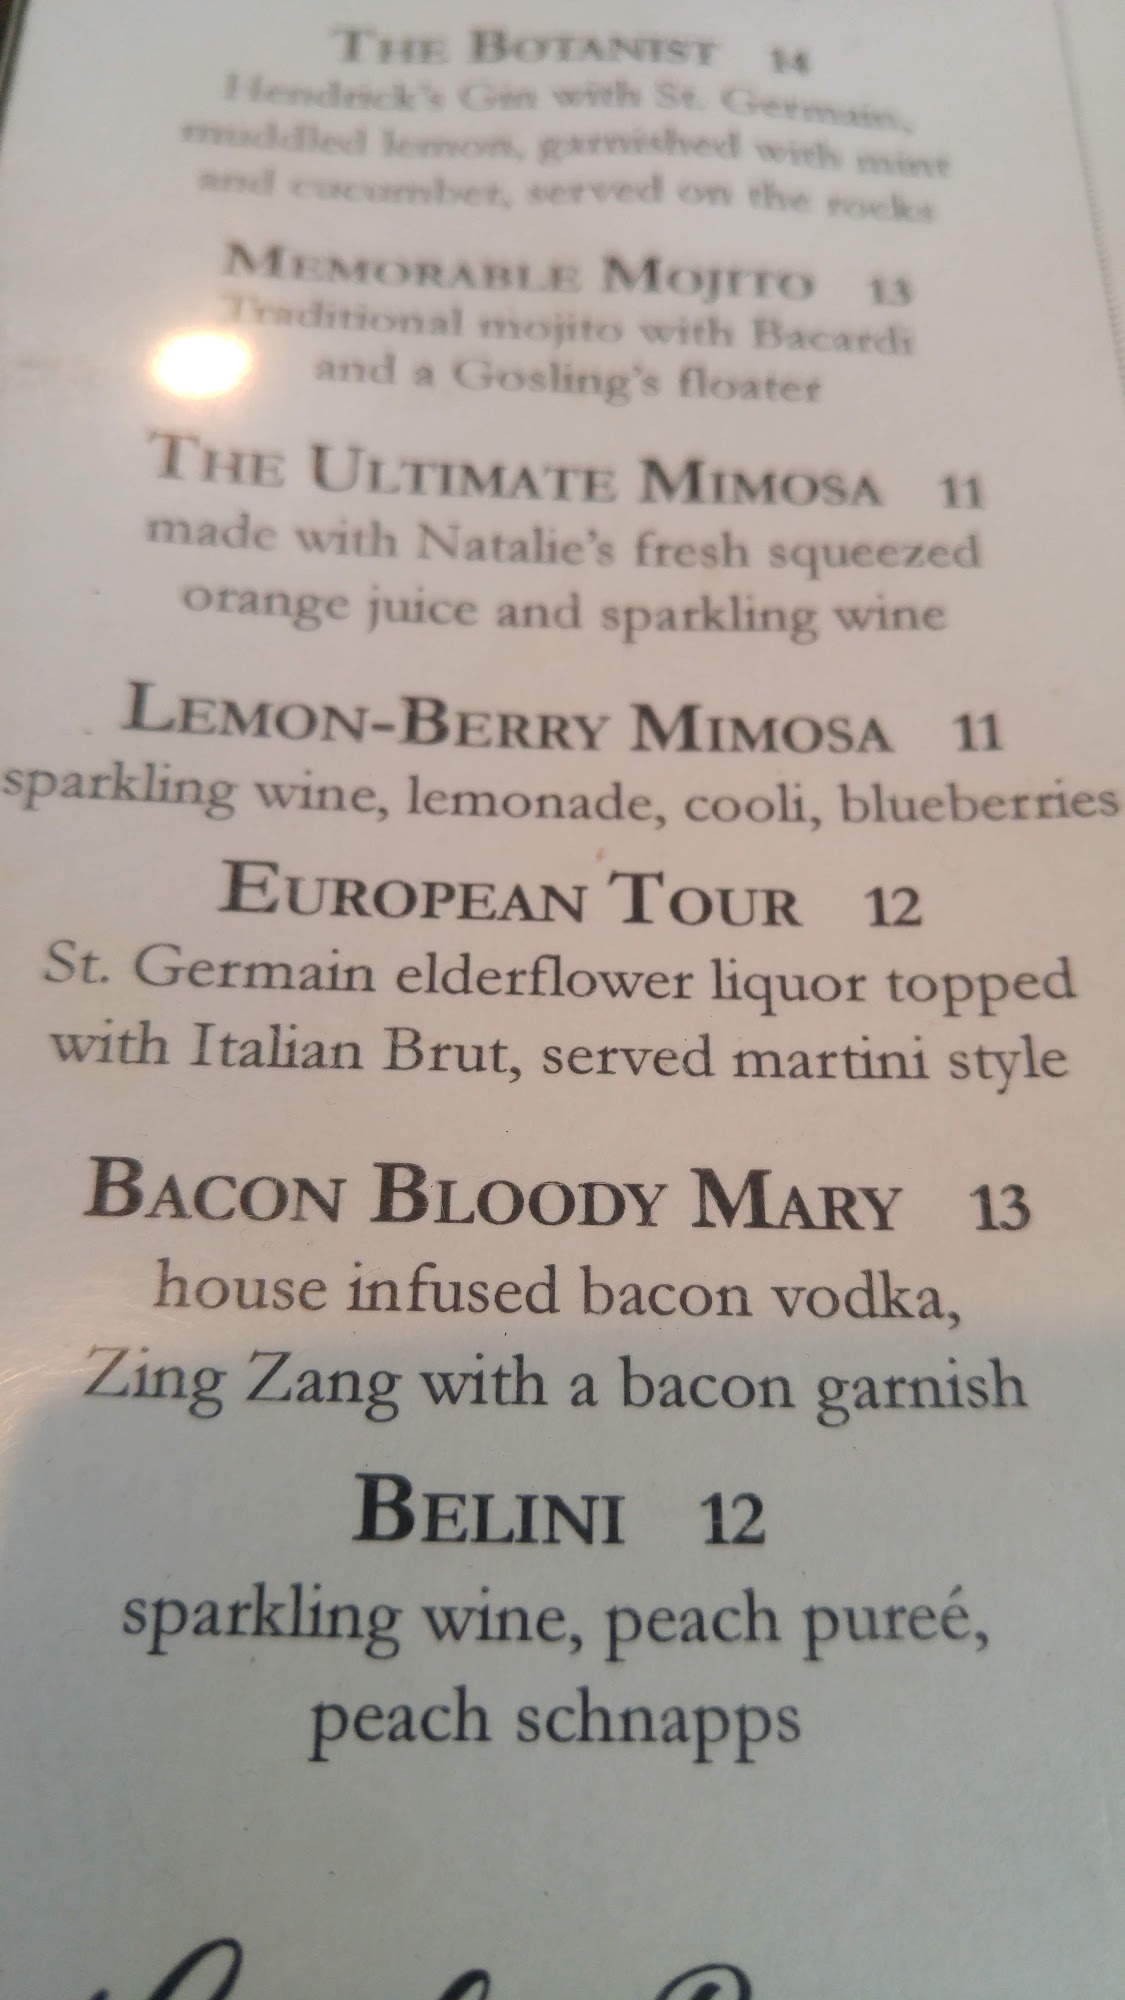 THE BOTANIST 14
Hendrick's Gin with St. Germain,
muddled lemon, garnished with mint
and cucumber, served on the rocks
MEMORABLE MOJITO 13
Traditional mojito with Bacardi
and a Gosling's floater
THE ULTIMATE MIMOSA 11
made with Natalie's fresh squeezed
orange juice and sparkling wine
LEMON-BERRY MIMOSA 11
sparkling wine, lemonade, cooli, blueberries
EUROPEAN TOUR 12
St. Germain elderflower liquor topped
with Italian Brut, served martini style
BACON BLOODY MARY 13
house infused bacon vodka,
Zing Zang with a bacon garnish
BELINI 12
sparkling wine, peach pureé,
peach schnapps